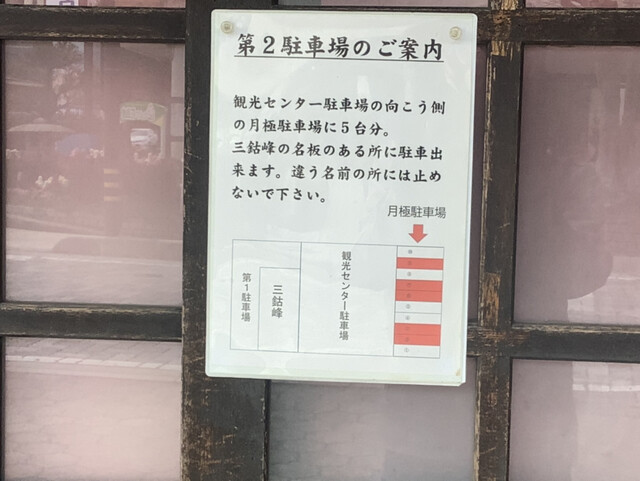 第２駐車場のご案内
観光センター駐車場の向こう側
の月極駐車場に５台分。
三鈷峰の名板のある所に駐車出
来ます。違う名前の所には止め
ないで下さい。
月極駐車場
第１駐車場
三鈷峰
観光センター駐車場